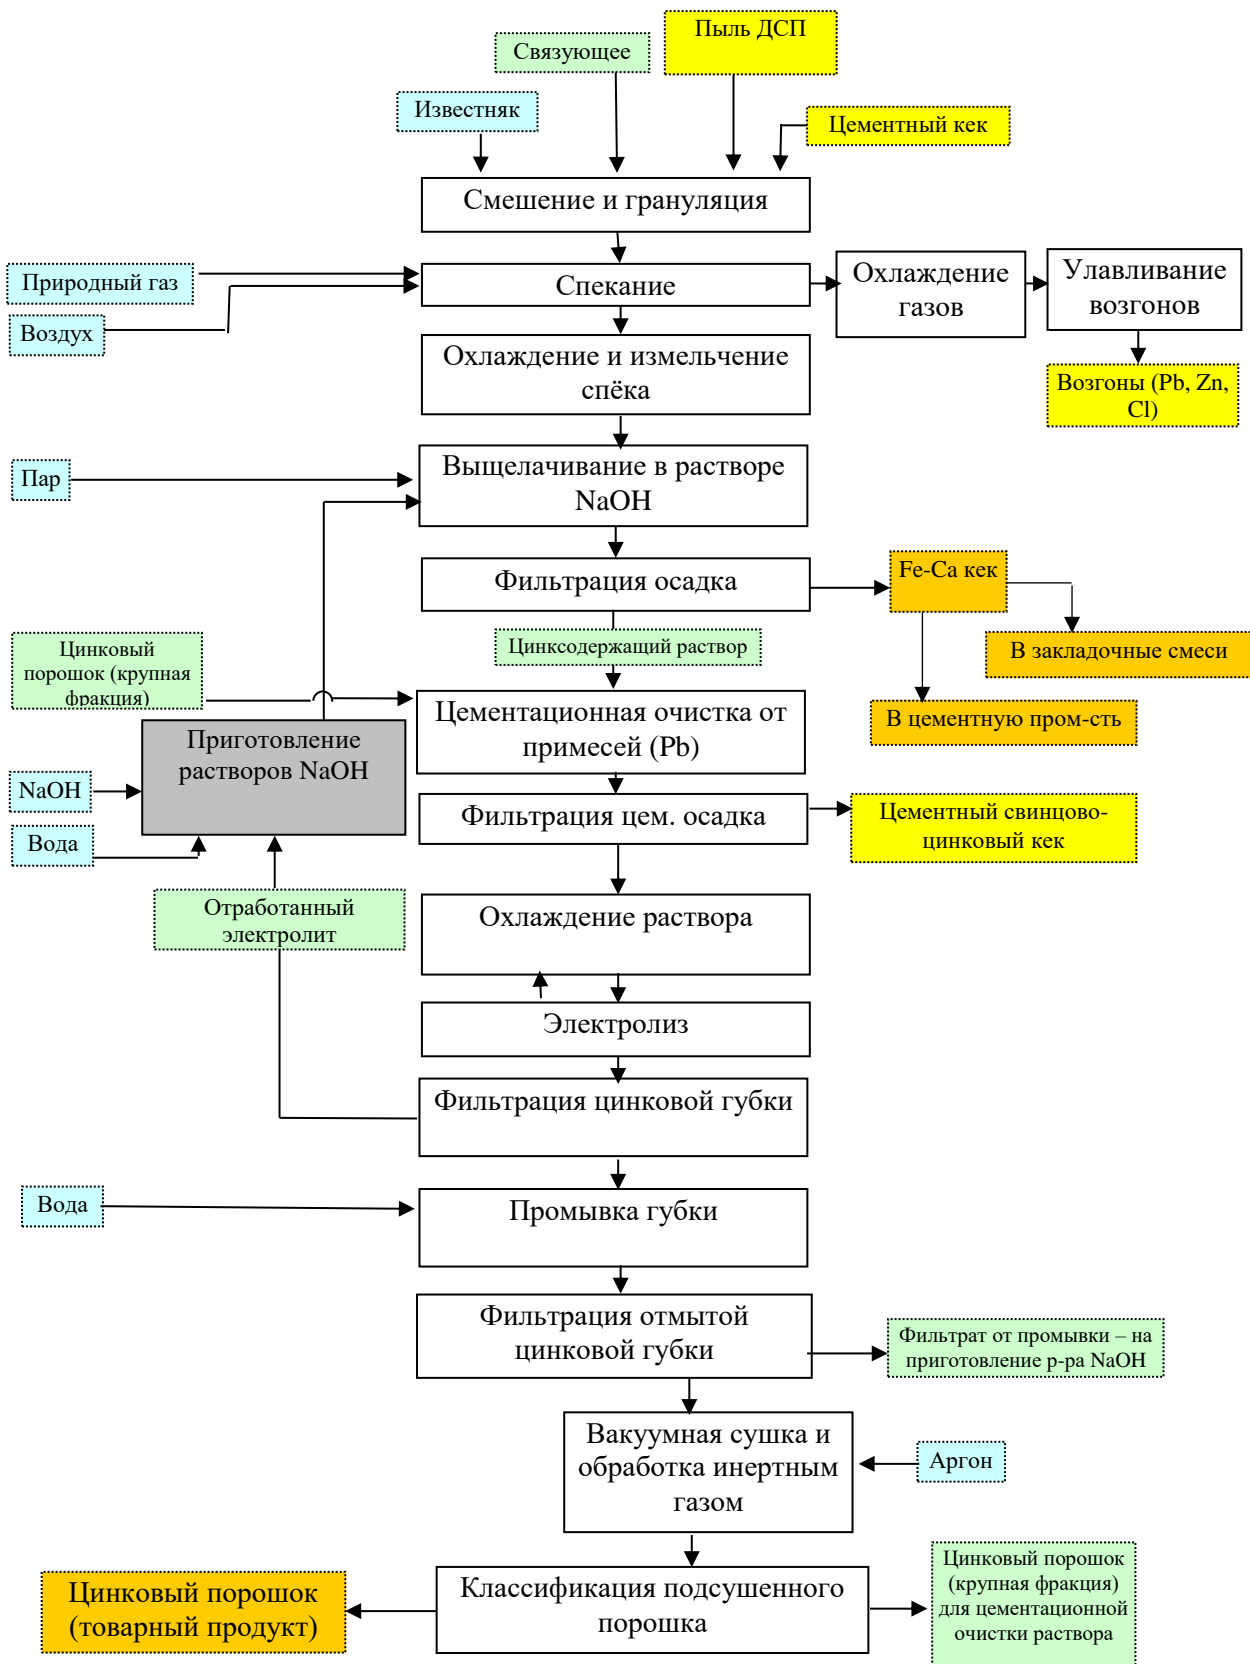 Пыль ДСП
Связующее
Известняк
Цементный кек
Смешение и грануляция
Природный газ
Воздух
Спекание
Охлаждение
газов
Улавливание
возгонов
Охлаждение и измельчение
спёка
Возгоны (Pb, Zn,
Cl)
Пар
Выщелачивание в растворе
NaOH
Фильтрация осадка
Fe-Ca кек
Цинксодержащий раствор
В закладочные смеси
Цинковый
порошок (крупная
фракция)
Цементационная очистка от
примесей (Pb)
В цементную пром-сть
Приготовление
растворов NaOH
NaOH
Вода
Фильтрация цем. осадка
Цементный свинцово-
цинковый кек
Отработанный
электролит
Охлаждение раствора
Электролиз
Фильтрация цинковой губки
Вода
Промывка губки
Фильтрация отмытой
цинковой губки
Фильтрат от промывки – на
приготовление р-ра NaOH
Вакуумная сушка и
обработка инертным
газом
Аргон
Цинковый порошок
(товарный продукт)
Классификация подсушенного
порошка
Цинковый порошок
(крупная фракция)
для цементационной
очистки раствора